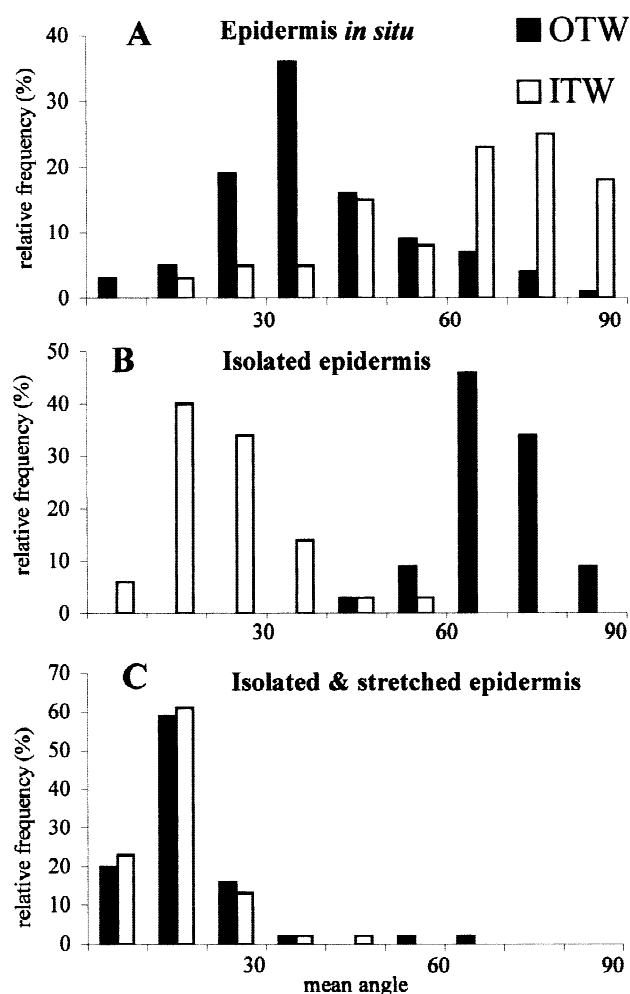 A Epidermis in situ
OTW
ITW
relative frequency (%)
40
30
20
10
0
30 60 90
B Isolated epidermis
relative frequency (%)
50
40
30
20
10
0
30 60 90
C Isolated & stretched epidermis
relative frequency (%)
70
60
50
40
30
20
10
0
30 60 90
mean angle